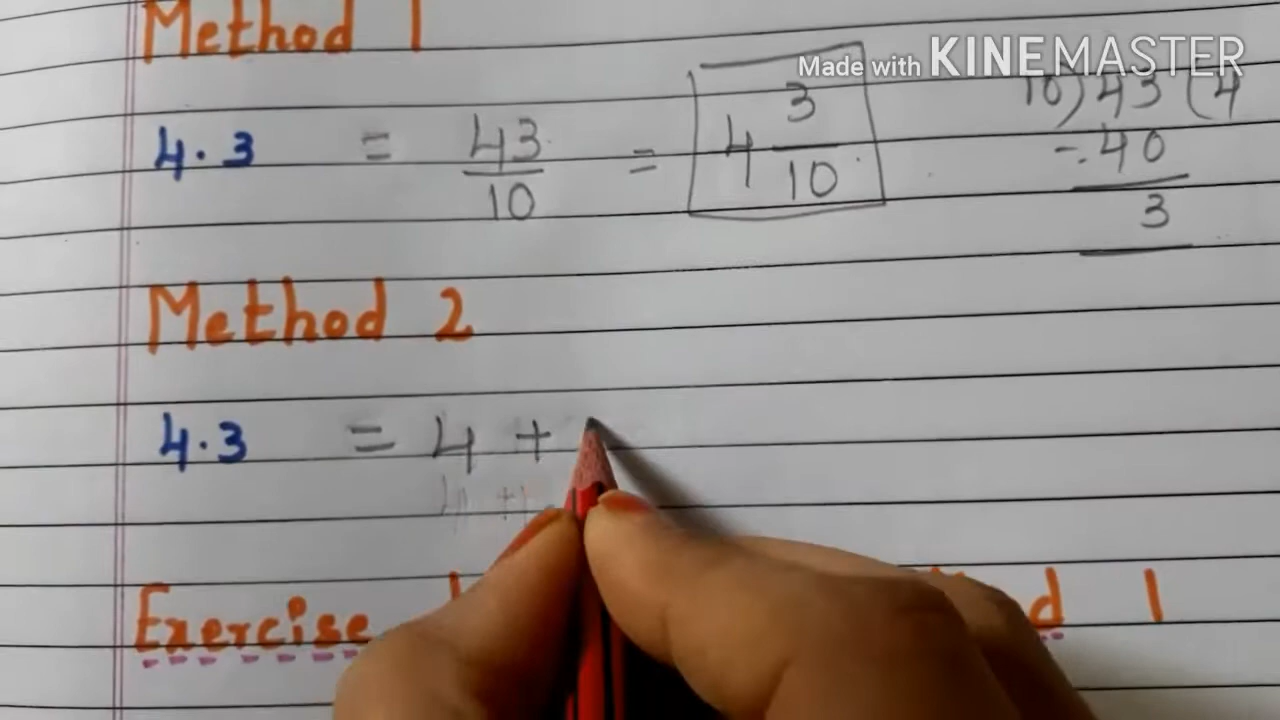 Method 1
Made with KINEMASTER
4.3 = 43/10 = 4 3/10
10)43(4
-40
3
Method 2
4.3 = 4 +
Exercise
d 1